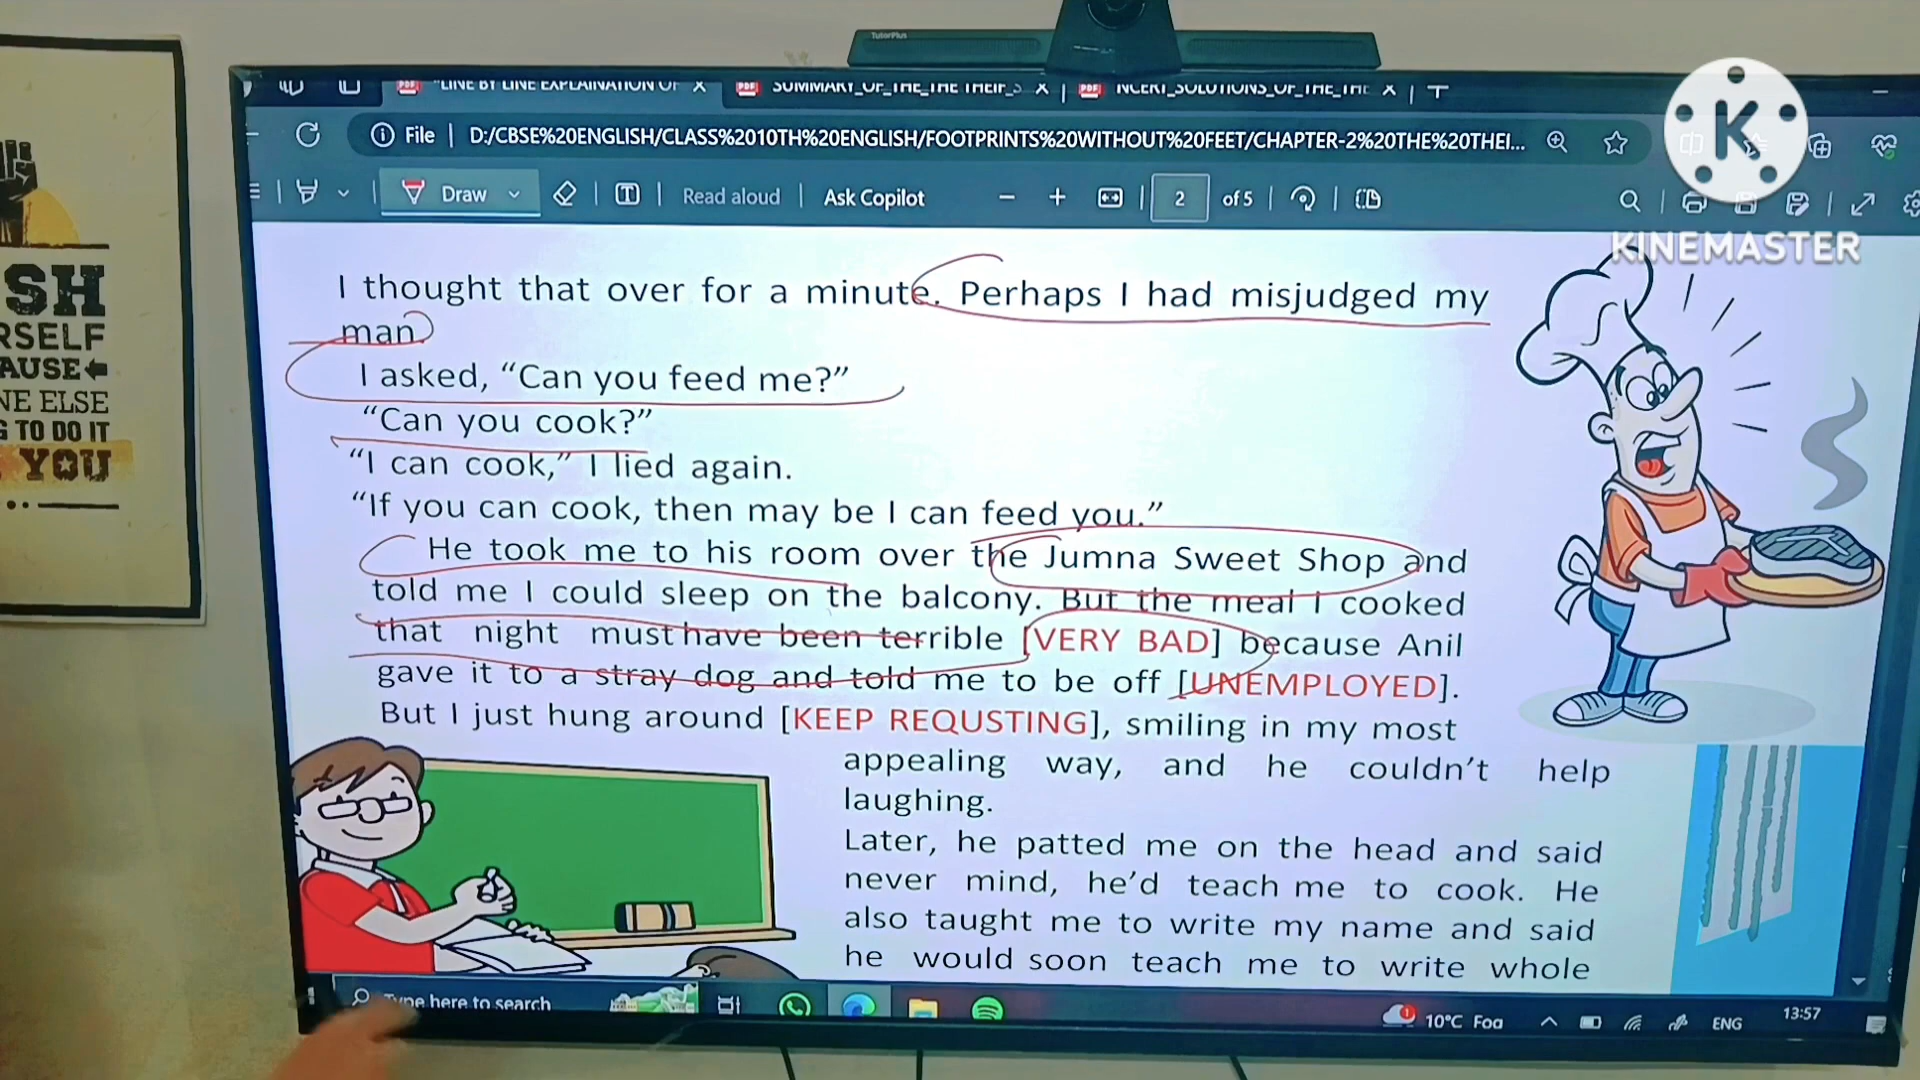 TutorPlus
"LINE BY LINE EXPLAINATION OF
SUMMARY_OF_THE_THE THEIF_S
NCERT_SOLUTIONS_OF_THE_THE
File
D:/CBSE%20ENGLISH/CLASS%2010TH%20ENGLISH/FOOTPRINTS%20WITHOUT%20FEET/CHAPTER-2%20THE%20THEI...
Draw
Read aloud
Ask Copilot
2
of 5
K
KINEMASTER
SH
RSELF
AUSE
NE ELSE
G TO DO IT
YOU
I thought that over for a minute. Perhaps I had misjudged my
man.
I asked, "Can you feed me?"
"Can you cook?"
"I can cook," I lied again.
"If you can cook, then may be I can feed you."
He took me to his room over the Jumna Sweet Shop and
told me I could sleep on the balcony. But the meal I cooked
that night must have been terrible [VERY BAD] because Anil
gave it to a stray dog and told me to be off [UNEMPLOYED].
But I just hung around [KEEP REQUSTING], smiling in my most
appealing way, and he couldn't help
laughing.
Later, he patted me on the head and said
never mind, he'd teach me to cook. He
also taught me to write my name and said
he would soon teach me to write whole
Type here to search
10°C Fog
ENG
13:57